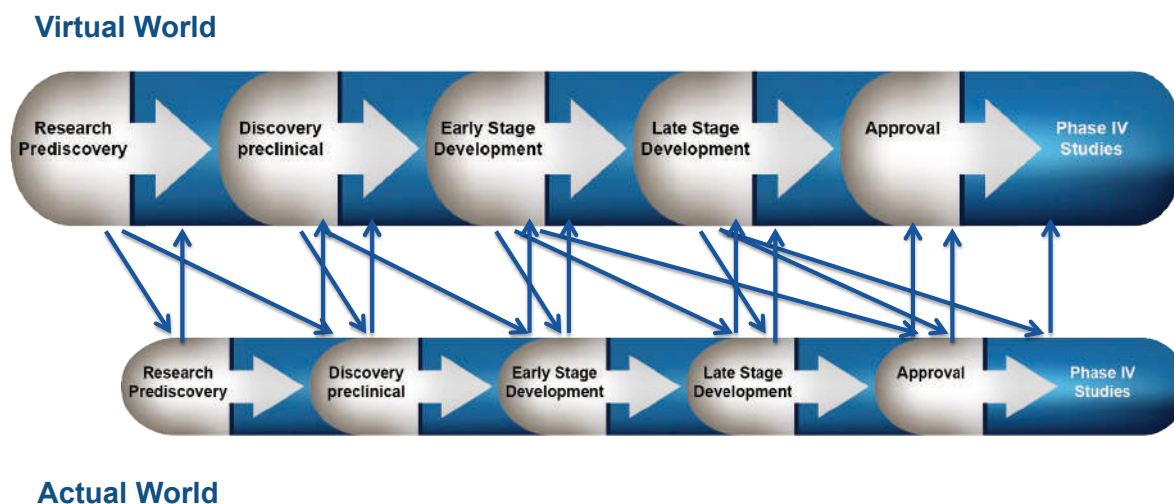 Virtual World
Research
Prediscovery
Discovery
preclinical
Early Stage
Development
Late Stage
Development
Approval
Phase IV
Studies
Research
Prediscovery
Discovery
preclinical
Early Stage
Development
Late Stage
Development
Approval
Phase IV
Studies
Actual World